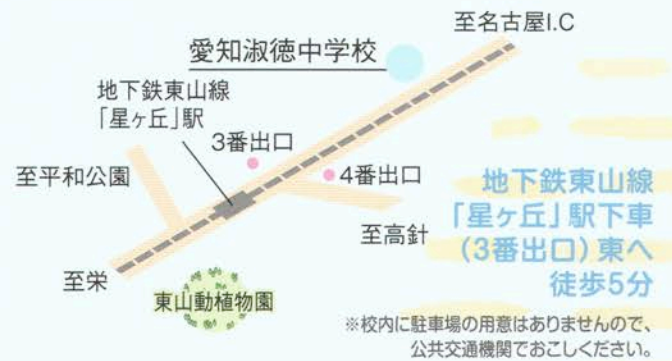 至名古屋I.C
愛知淑徳中学校
地下鉄東山線
「星ヶ丘」駅
3番出口
4番出口
至平和公園
至高針
至栄
東山動植物園
地下鉄東山線
「星ヶ丘」駅下車
(3番出口)東へ
徒歩5分
※校内に駐車場の用意はありませんので、
公共交通機関でおこしください。